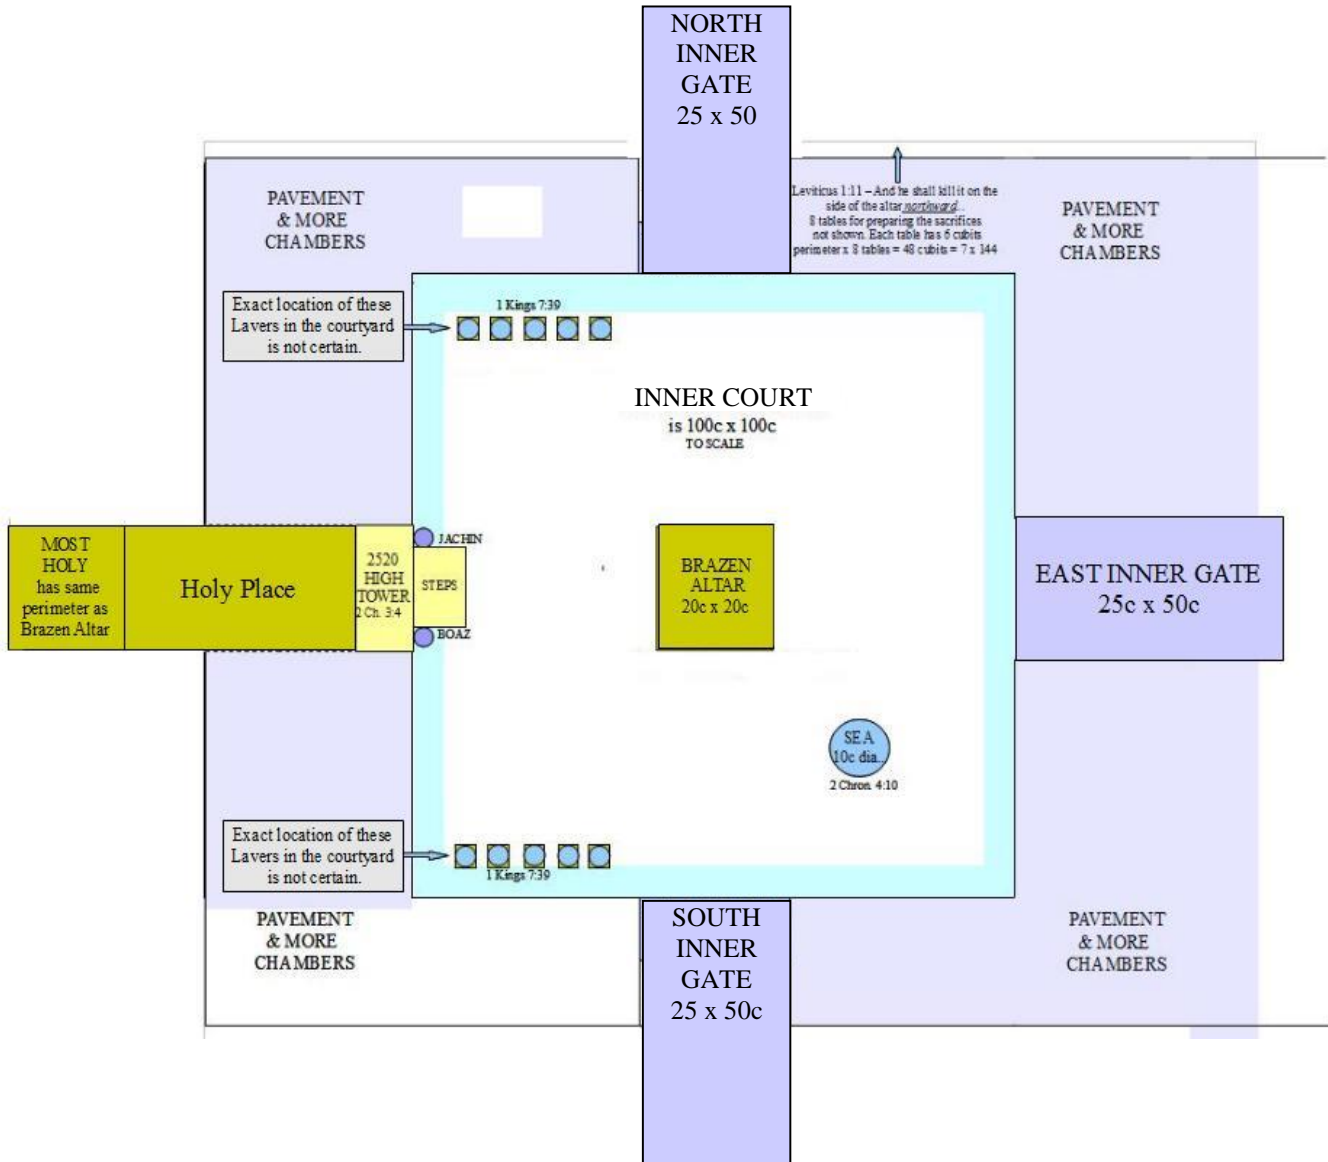 NORTH
INNER
GATE
25 x 50
PAVEMENT
& MORE
CHAMBERS
Leviticus 1:11 – And he shall kill it on the
side of the altar northward...
8 tables for preparing the sacrifices
not shown. Each table has 6 cubits
perimeter x 8 tables = 48 cubits = 7 x 144
PAVEMENT
& MORE
CHAMBERS
Exact location of these
Lavers in the courtyard
is not certain.
1 Kings 7:39
INNER COURT
is 100c x 100c
TO SCALE
MOST
HOLY
has same
perimeter as
Brazen Altar
Holy Place
2520
HIGH
TOWER
2 Ch. 3:4
JACHIN
STEPS
BOAZ
BRAZEN
ALTAR
20c x 20c
EAST INNER GATE
25c x 50c
SEA
10c dia...
2 Chron. 4:10
Exact location of these
Lavers in the courtyard
is not certain.
1 Kings 7:39
PAVEMENT
& MORE
CHAMBERS
SOUTH
INNER
GATE
25 x 50c
PAVEMENT
& MORE
CHAMBERS